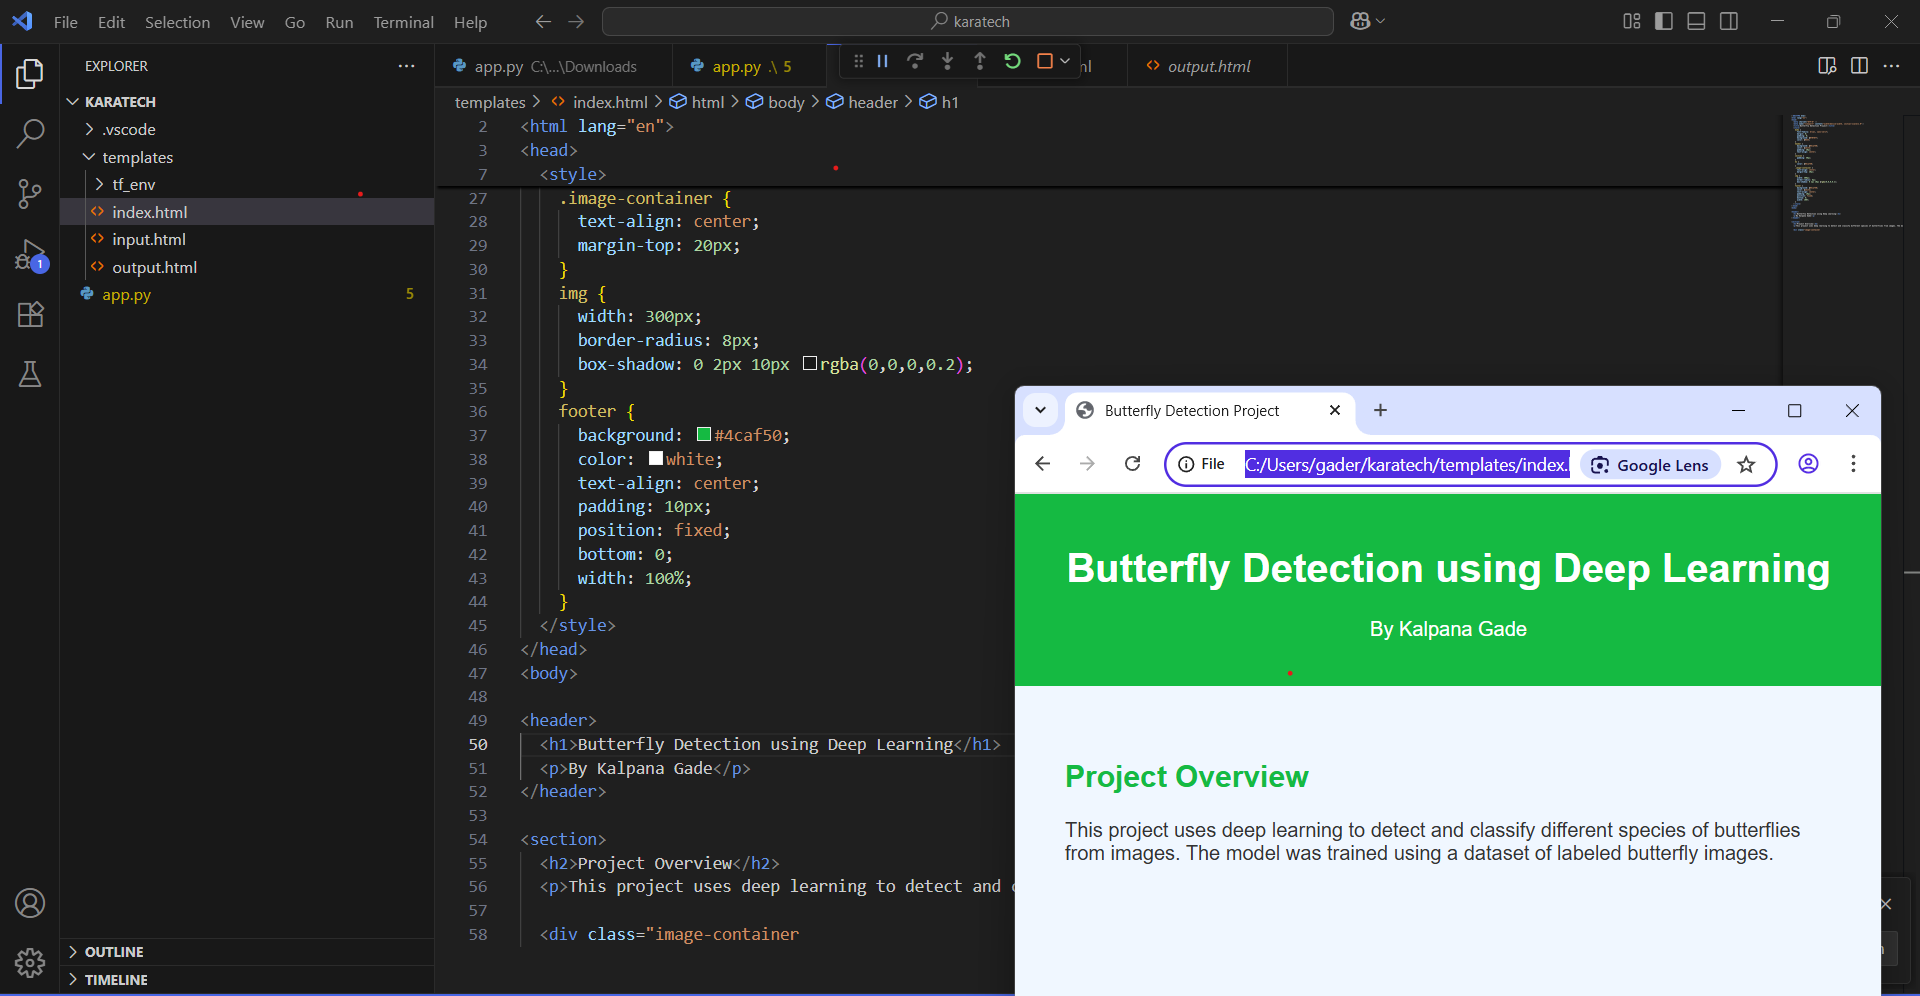 File Edit Selection View Go Run Terminal Help
karatech
EXPLORER
KARATECH
.vscode
templates
tf_env
index.html
input.html
output.html
app.py 5
OUTLINE
TIMELINE
1
app.py C:\...\Downloads
app.py .\ 5
output.html
templates > index.html > html > body > header > h1
2 <html lang="en">
3 <head>
7 <style>
27 .image-container {
28 text-align: center;
29 margin-top: 20px;
30 }
31 img {
32 width: 300px;
33 border-radius: 8px;
34 box-shadow: 0 2px 10px rgba(0,0,0,0.2);
35 }
36 footer {
37 background: #4caf50;
38 color: white;
39 text-align: center;
40 padding: 10px;
41 position: fixed;
42 bottom: 0;
43 width: 100%;
44 }
45 </style>
46 </head>
47 <body>
48
49 <header>
50 <h1>Butterfly Detection using Deep Learning</h1>
51 <p>By Kalpana Gade</p>
52 </header>
53
54 <section>
55 <h2>Project Overview</h2>
56 <p>This project uses deep learning to detect and
57
58 <div class="image-container
Butterfly Detection Project
File C:/Users/gader/karatech/templates/index. Google Lens
Butterfly Detection using Deep Learning
By Kalpana Gade
Project Overview
This project uses deep learning to detect and classify different species of butterflies
from images. The model was trained using a dataset of labeled butterfly images.